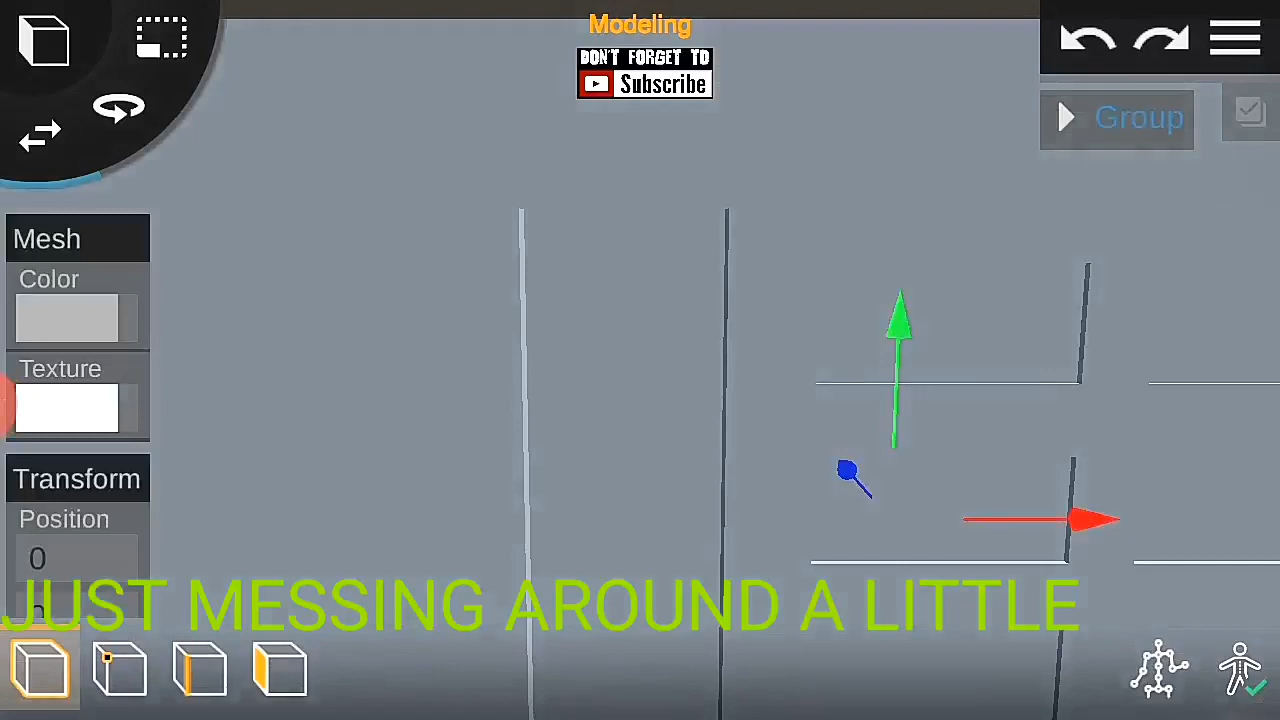 Modeling
DON'T FORGET TO
Subscribe
Group
Mesh
Color
Texture
Transform
Position
0
JUST MESSING AROUND A LITTLE